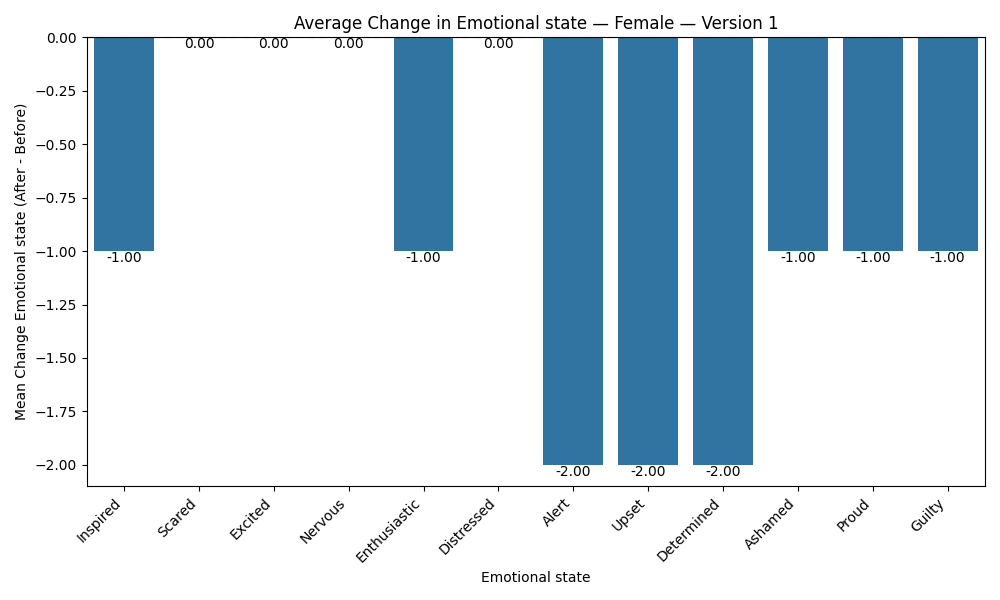 Average Change in Emotional state — Female — Version 1
Mean Change Emotional state (After - Before)
0.00
−0.25
−0.50
−0.75
−1.00
−1.25
−1.50
−1.75
−2.00
-1.00
0.00
0.00
0.00
-1.00
0.00
-2.00
-2.00
-2.00
-1.00
-1.00
-1.00
Inspired
Scared
Excited
Nervous
Enthusiastic
Distressed
Alert
Upset
Determined
Ashamed
Proud
Guilty
Emotional state